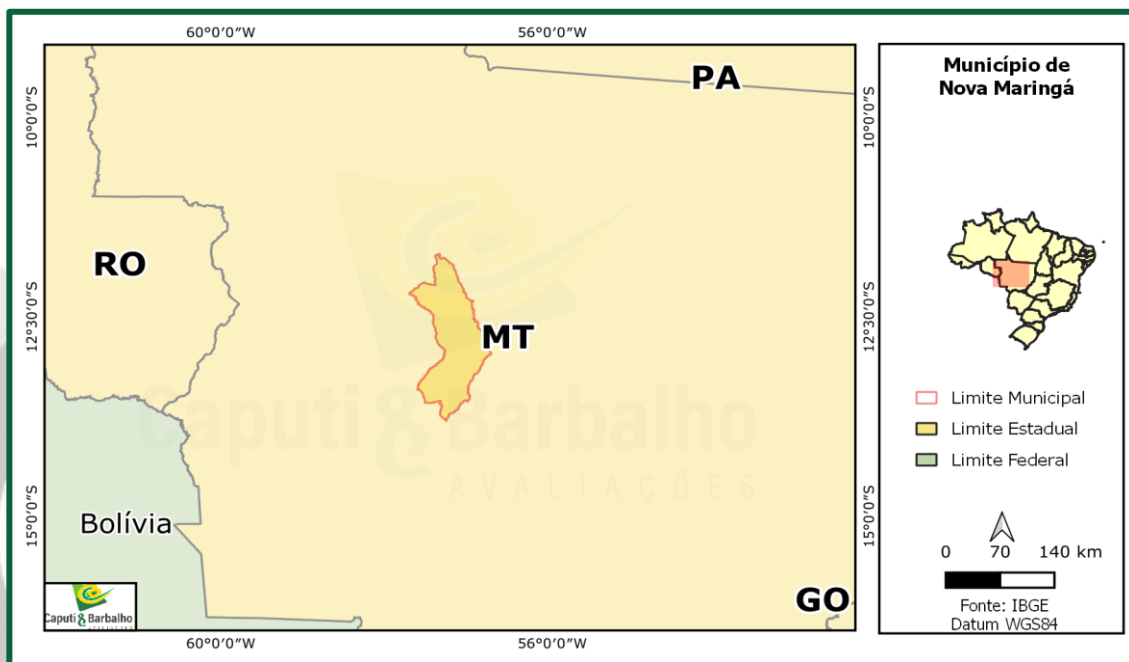 60°0'0"W 56°0'0"W
10°0'0"S
12°30'0"S
15°0'0"S
PA
RO
MT
Caputi & Barbalho
AVALIAÇÕES
Bolívia
GO
Caputi & Barbalho
AVALIAÇÕES
60°0'0"W 56°0'0"W
10°0'0"S
12°30'0"S
15°0'0"S
Município de
Nova Maringá
Limite Municipal
Limite Estadual
Limite Federal
0 70 140 km
Fonte: IBGE
Datum WGS84